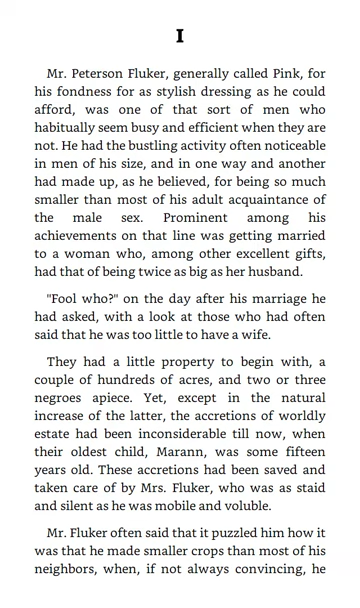 I
Mr. Peterson Fluker, generally called Pink, for
his fondness for as stylish dressing as he could
afford, was one of that sort of men who
habitually seem busy and efficient when they are
not. He had the bustling activity often noticeable
in men of his size, and in one way and another
had made up, as he believed, for being so much
smaller than most of his adult acquaintance of
the male sex. Prominent among his
achievements on that line was getting married
to a woman who, among other excellent gifts,
had that of being twice as big as her husband.
"Fool who?" on the day after his marriage he
had asked, with a look at those who had often
said that he was too little to have a wife.
They had a little property to begin with, a
couple of hundreds of acres, and two or three
negroes apiece. Yet, except in the natural
increase of the latter, the accretions of worldly
estate had been inconsiderable till now, when
their oldest child, Marann, was some fifteen
years old. These accretions had been saved and
taken care of by Mrs. Fluker, who was as staid
and silent as he was mobile and voluble.
Mr. Fluker often said that it puzzled him how it
was that he made smaller crops than most of his
neighbors, when, if not always convincing, he